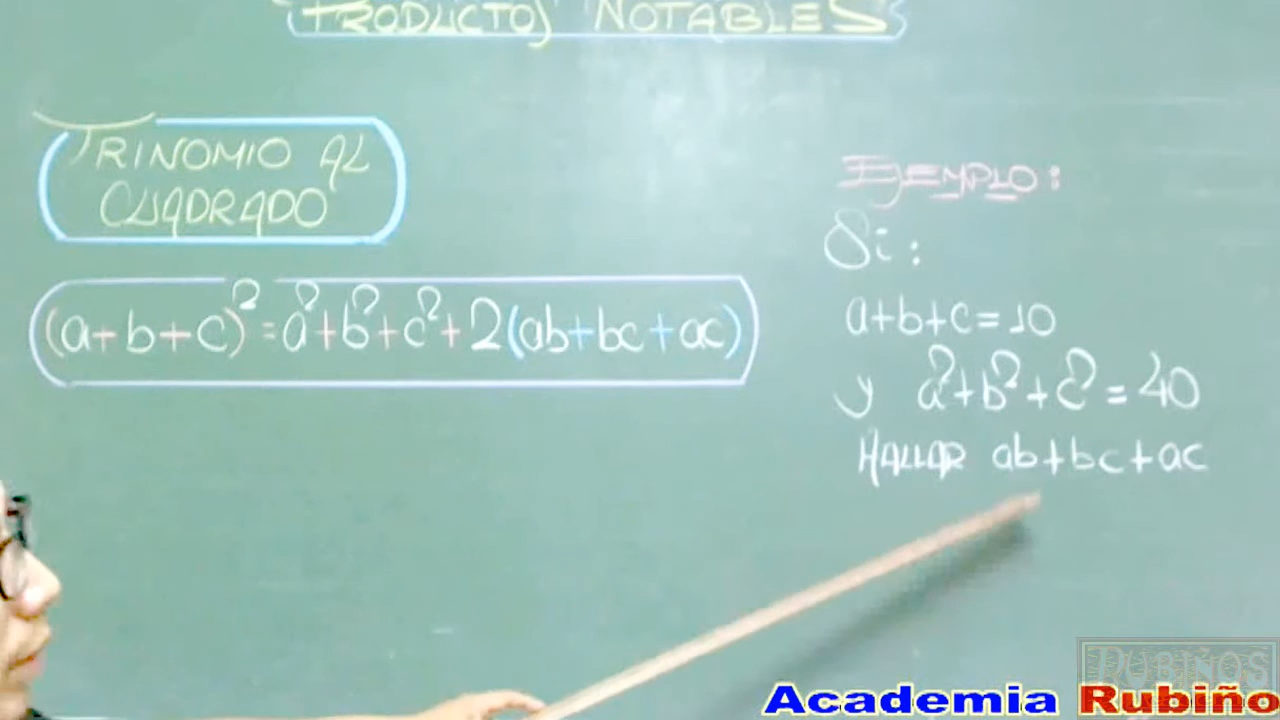 PRODUCTOS NOTABLES
TRINOMIO AL
CUADRADO
(a+b+c)²=a²+b²+c²+2(ab+bc+ac)
EJEMPLO:
Si:
a+b+c=10
y a²+b²+c²=40
HALLAR ab+bc+ac
RUBIÑOS
Academia Rubiño